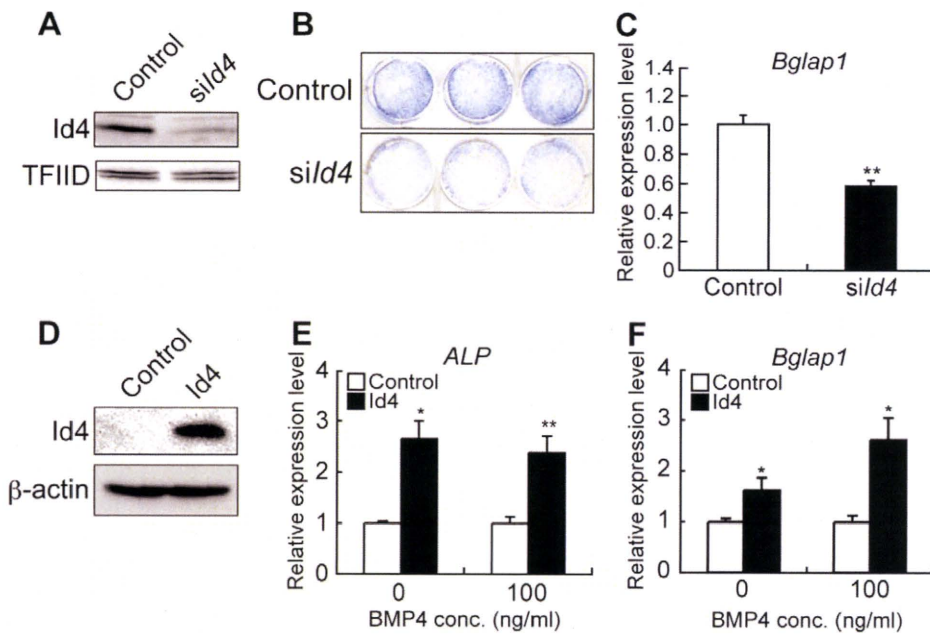 A
Control
siId4
Id4
TFIID
B
Control
siId4
C
Bglap1
Relative expression level
1.4
1.2
1.0
0.8
0.6
0.4
0.2
0
**
Control
siId4
D
Control
Id4
Id4
β-actin
E
ALP
Relative expression level
4
3
2
1
0
Control
Id4
*
**
0
100
BMP4 conc. (ng/ml)
F
Bglap1
Relative expression level
4
3
2
1
0
Control
Id4
*
*
0
100
BMP4 conc. (ng/ml)